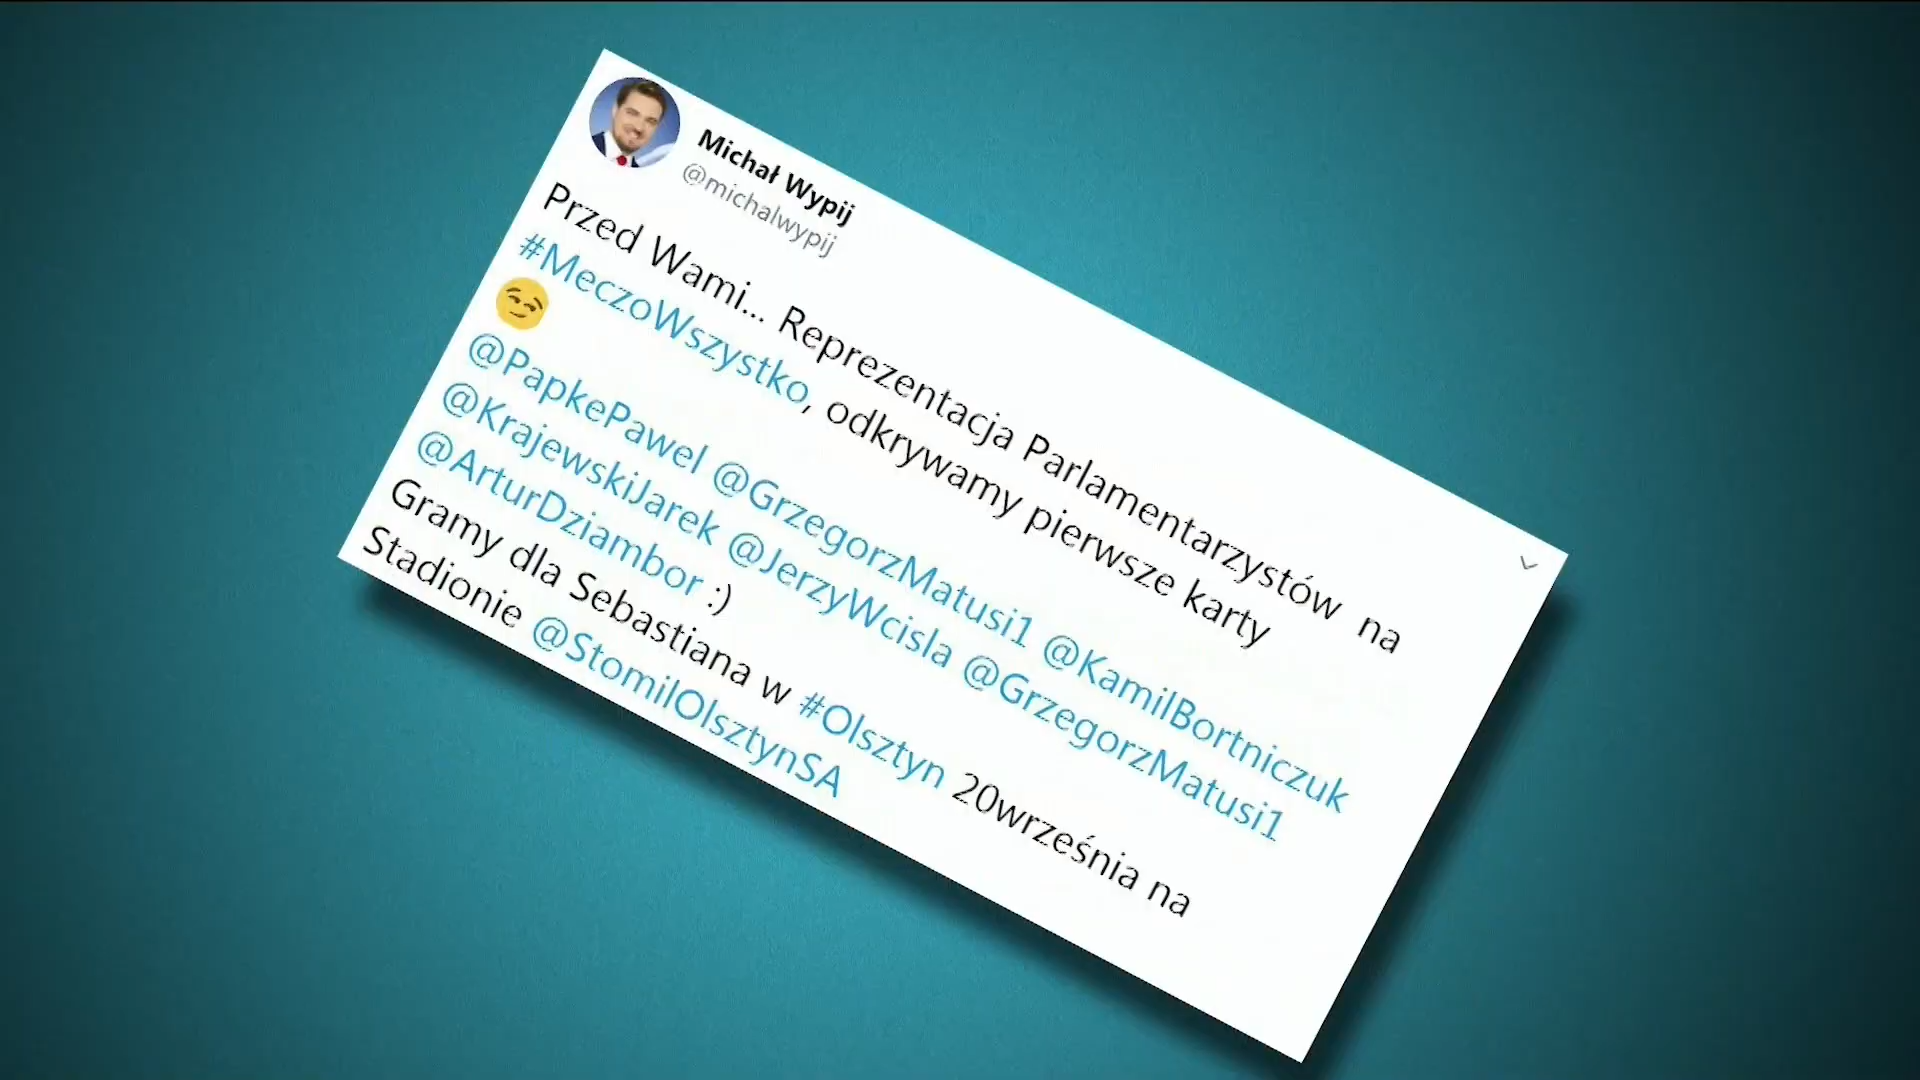 Michał Wypij
@michalwypij
Przed Wami... Reprezentacja Parlamentarzystów na
#MeczoWszystko, odkrywamy pierwsze karty
😏
@PapkePawel @GrzegorzMatusi1 @KamilBortniczuk
@KrajewskiJarek @JerzyWcisla @GrzegorzMatusi1
@ArturDziambor :)
Gramy dla Sebastiana w #Olsztyn 20września na
Stadionie @StomilOlsztynSA